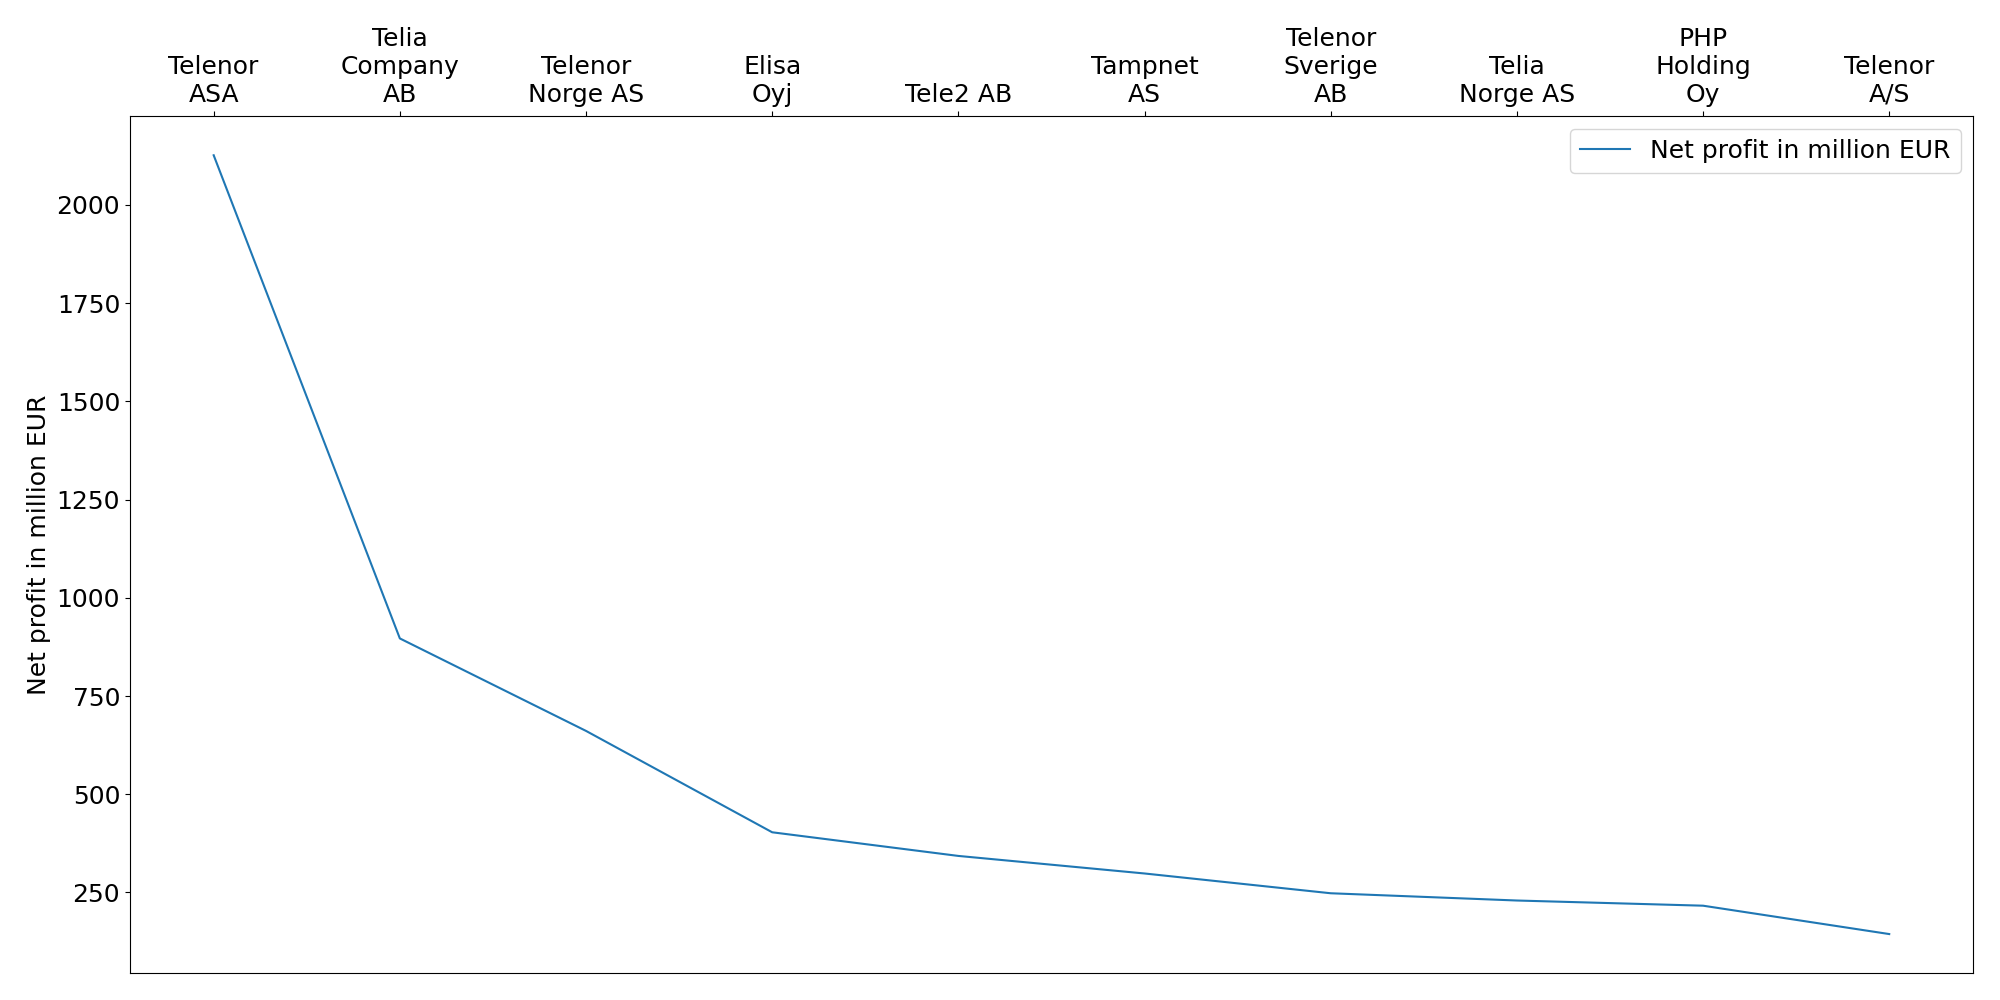 Telenor
ASA
Telia
Company
AB
Telenor
Norge AS
Elisa
Oyj
Tele2 AB
Tampnet
AS
Telenor
Sverige
AB
Telia
Norge AS
PHP
Holding
Oy
Telenor
A/S
Net profit in million EUR
2000
1750
1500
1250
1000
750
500
250
Net profit in million EUR